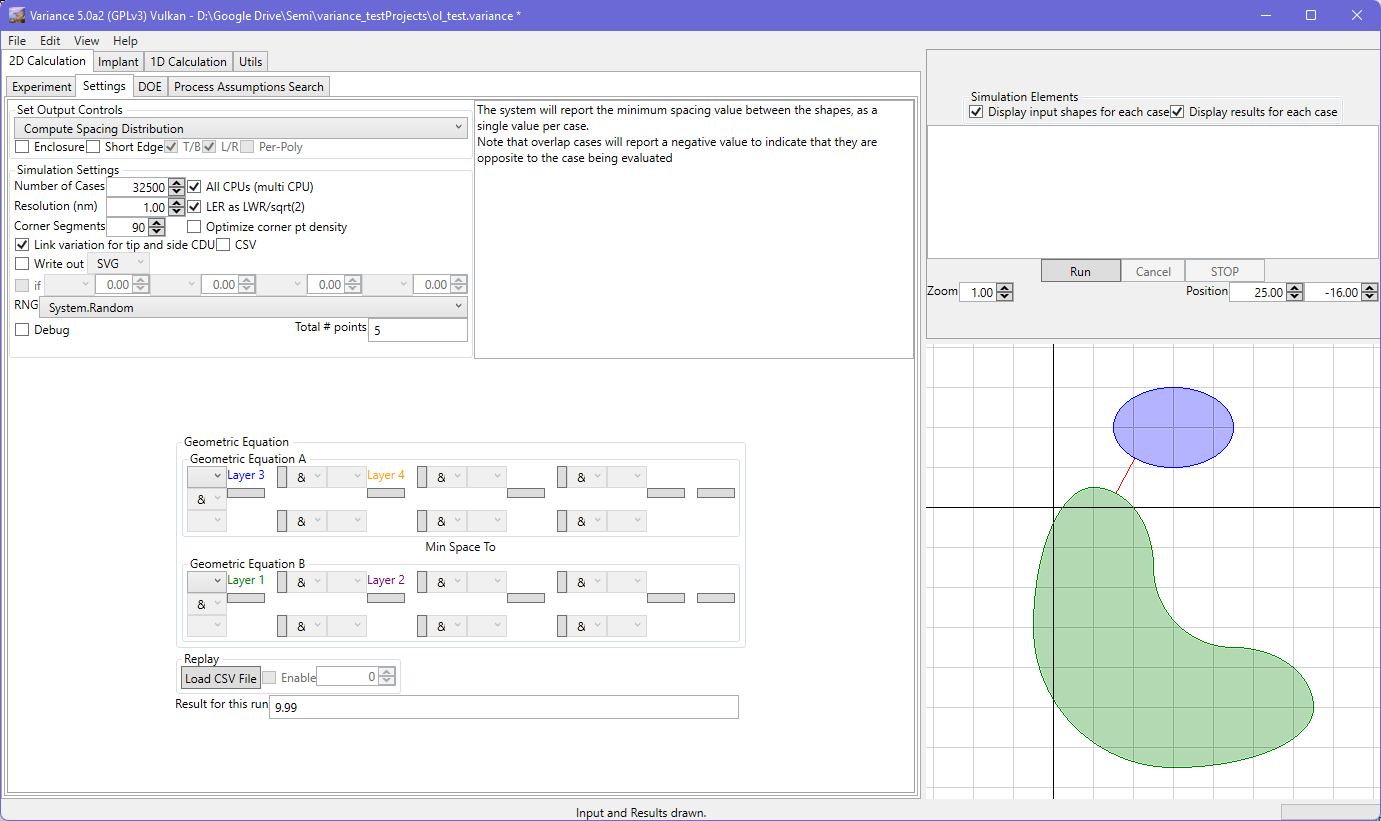 Variance 5.0a2 (GPLv3) Vulkan - D:\Google Drive\Semi\variance_testProjects\ol_test.variance *
File Edit View Help
2D Calculation Implant 1D Calculation Utils
Experiment Settings DOE Process Assumptions Search
Set Output Controls
Compute Spacing Distribution
Enclosure Short Edge T/B L/R Per-Poly
Simulation Settings
Number of Cases 32500 All CPUs (multi CPU)
Resolution (nm) 1.00 LER as LWR/sqrt(2)
Corner Segments 90 Optimize corner pt density
Link variation for tip and side CDU CSV
Write out SVG
if 0.00 0.00 0.00 0.00
RNG System.Random
Debug Total # points 5
The system will report the minimum spacing value between the shapes, as a
single value per case.
Note that overlap cases will report a negative value to indicate that they are
opposite to the case being evaluated
Geometric Equation
Geometric Equation A
Layer 3 & Layer 4 & &
&
& & &
Min Space To
Geometric Equation B
Layer 1 & Layer 2 & &
&
& & &
Replay
Load CSV File Enable 0
Result for this run 9.99
Simulation Elements
Display input shapes for each case Display results for each case
Run Cancel STOP
Zoom 1.00 Position 25.00 -16.00
Input and Results drawn.